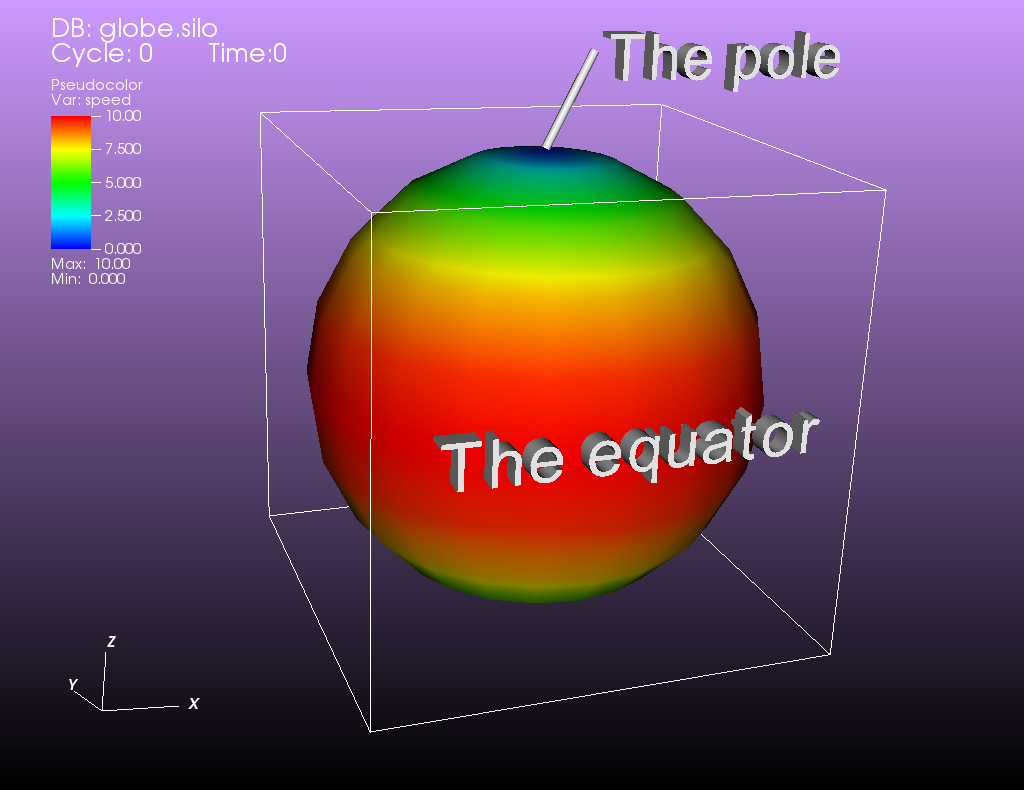 DB: globe.silo
Cycle: 0 Time:0
Pseudocolor
Var: speed
10.00
7.500
5.000
2.500
0.000
Max: 10.00
Min: 0.000
The pole
The equator
Z
Y
X